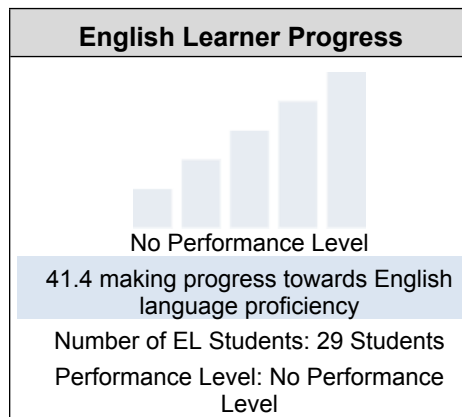 English Learner Progress
No Performance Level
41.4 making progress towards English
language proficiency
Number of EL Students: 29 Students
Performance Level: No Performance
Level